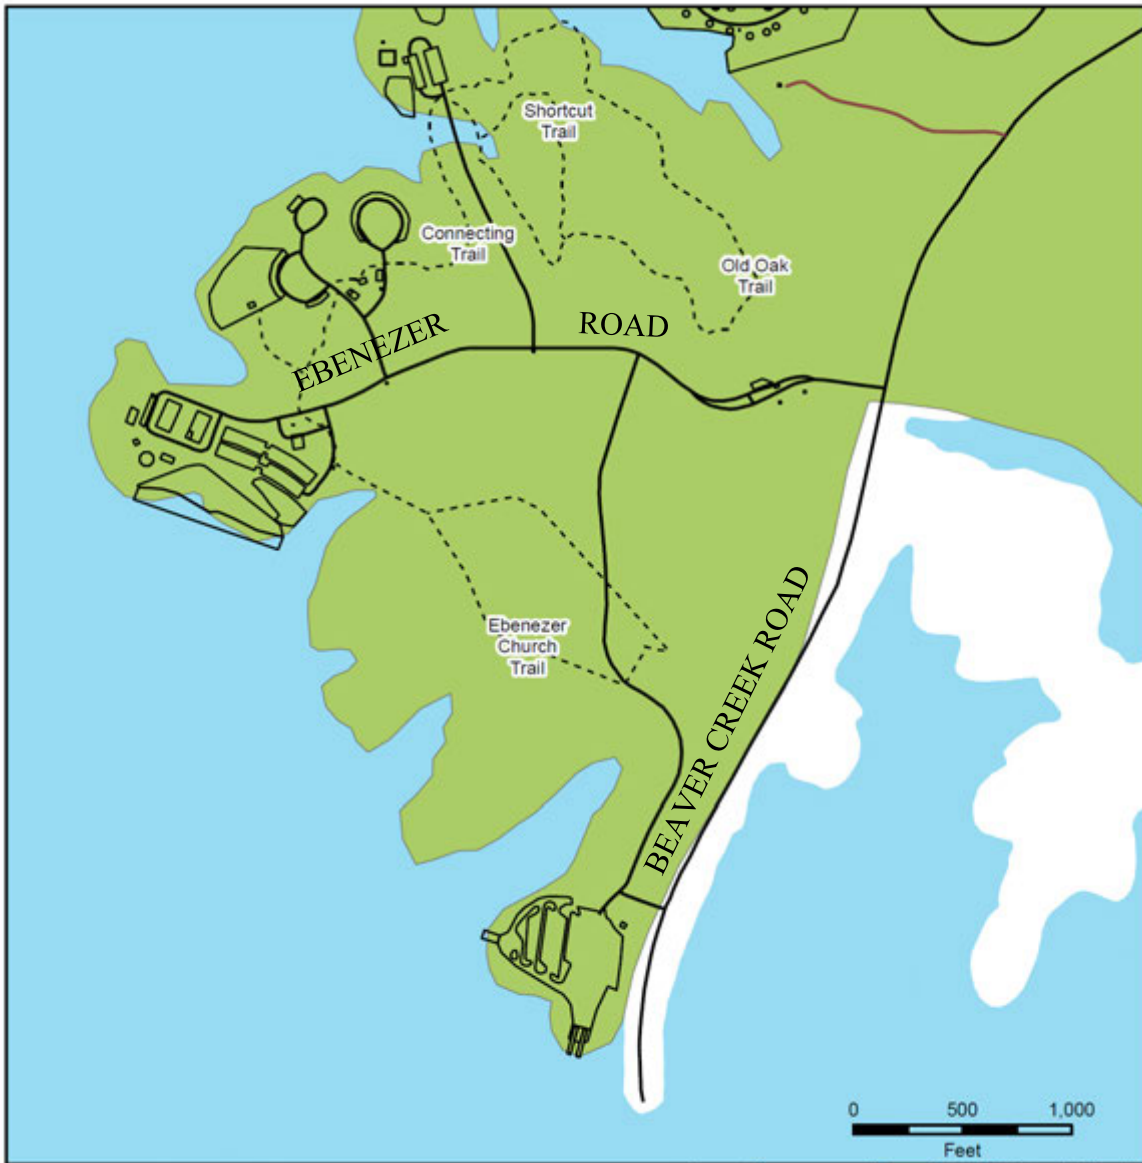 Shortcut
Trail
Connecting
Trail
Old Oak
Trail
EBENEZER ROAD
Ebenezer
Church
Trail
BEAVER CREEK ROAD
0 500 1,000
Feet